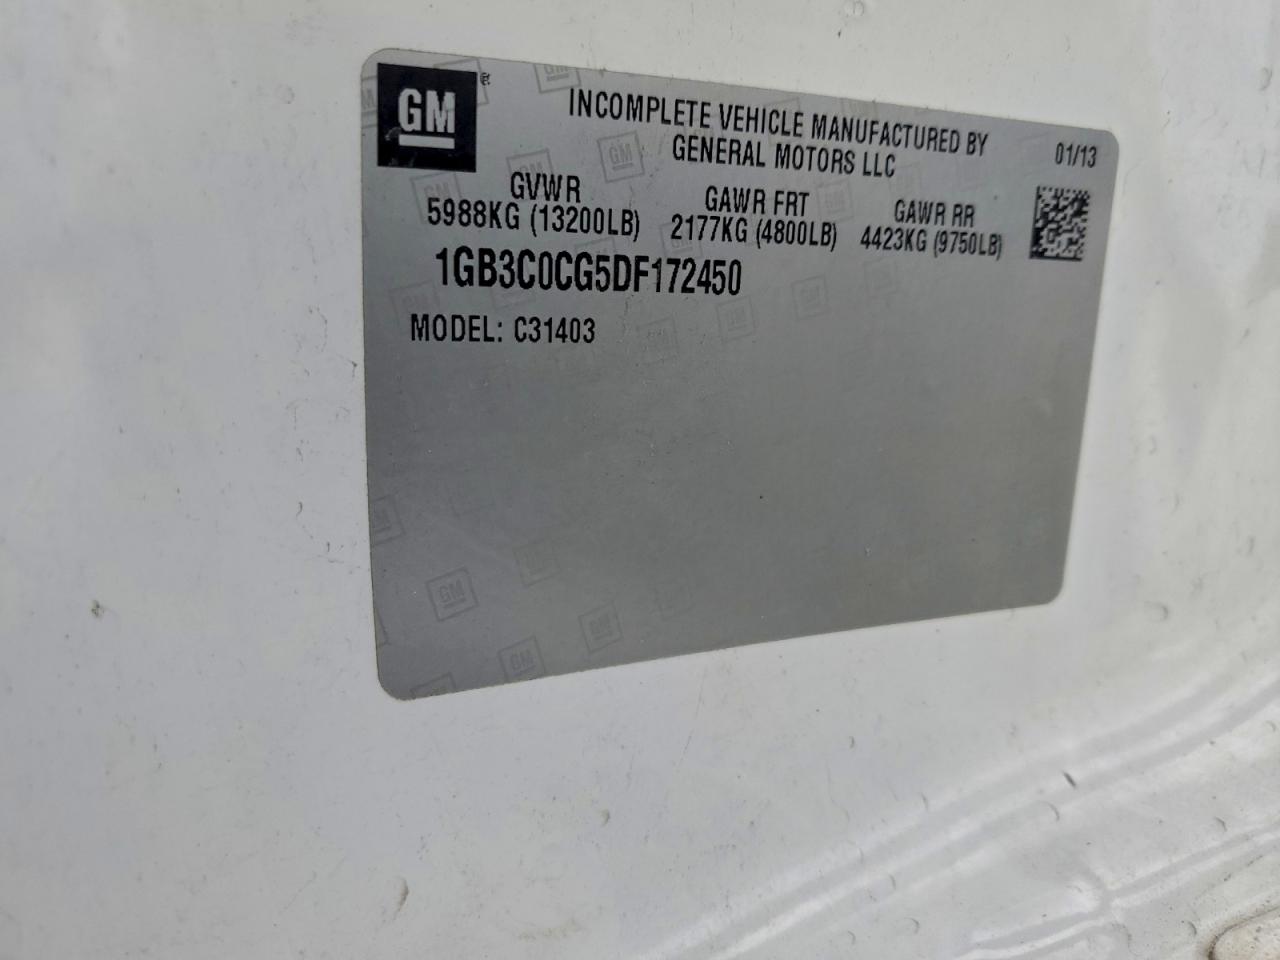 GM
INCOMPLETE VEHICLE MANUFACTURED BY
GENERAL MOTORS LLC
01/13
GVWR
5988KG (13200LB)
GAWR FRT
2177KG (4800LB)
GAWR RR
4423KG (9750LB)
1GB3C0CG5DF172450
MODEL: C31403